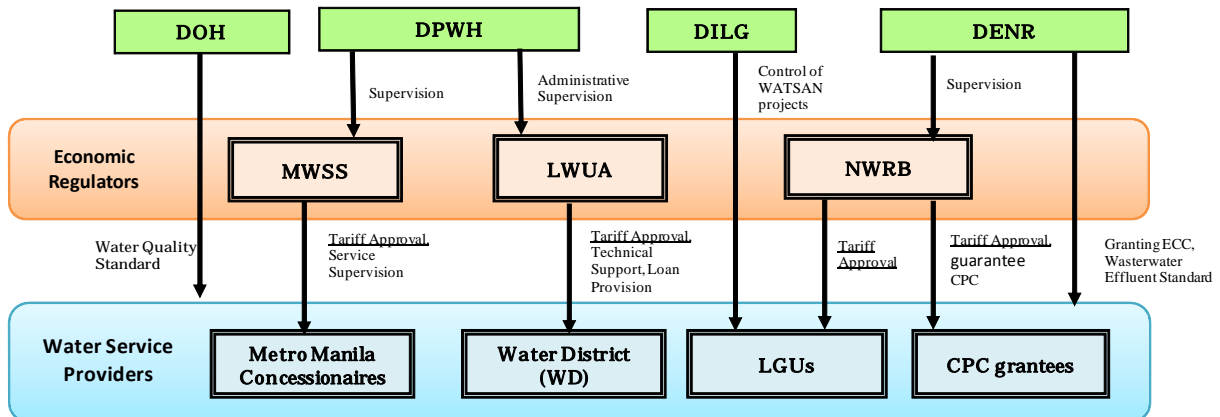 DOH
DPWH
DILG
DENR
Supervision
Administrative
Supervision
Control of
WATSAN
projects
Supervision
Economic
Regulators
MWSS
LWUA
NWRB
Water Quality
Standard
Tariff Approval,
Service
Supervision
Tariff Approval,
Technical
Support, Loan
Provision
Tariff
Approval
Tariff Approval,
guarantee
CPC
Granting ECC,
Wasterwater
Effluent Standard
Water Service
Providers
Metro Manila
Concessionaires
Water District
(WD)
LGUs
CPC grantees